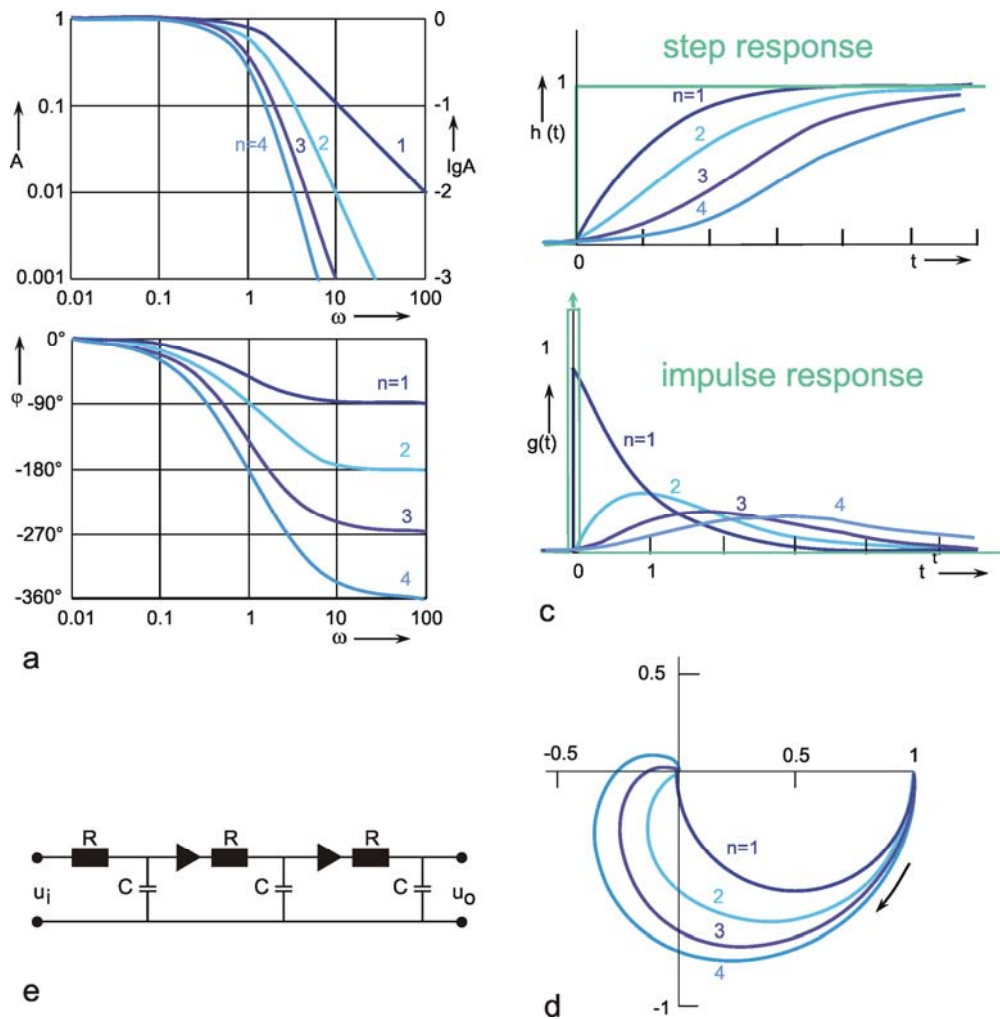 1
0.1
A
0.01
0.001
0
-1
lgA
-2
-3
n=4
3
2
1
0.01
0.1
1
10
100
ω
0°
φ
-90°
-180°
-270°
-360°
n=1
2
3
4
0.01
0.1
1
10
100
ω
a
step response
1
h (t)
n=1
2
3
4
0
t
impulse response
1
g(t)
n=1
2
3
4
0
1
t
t'
c
0.5
-0.5
0.5
1
n=1
2
3
4
-1
d
R
R
R
C
C
C
ui
uo
e